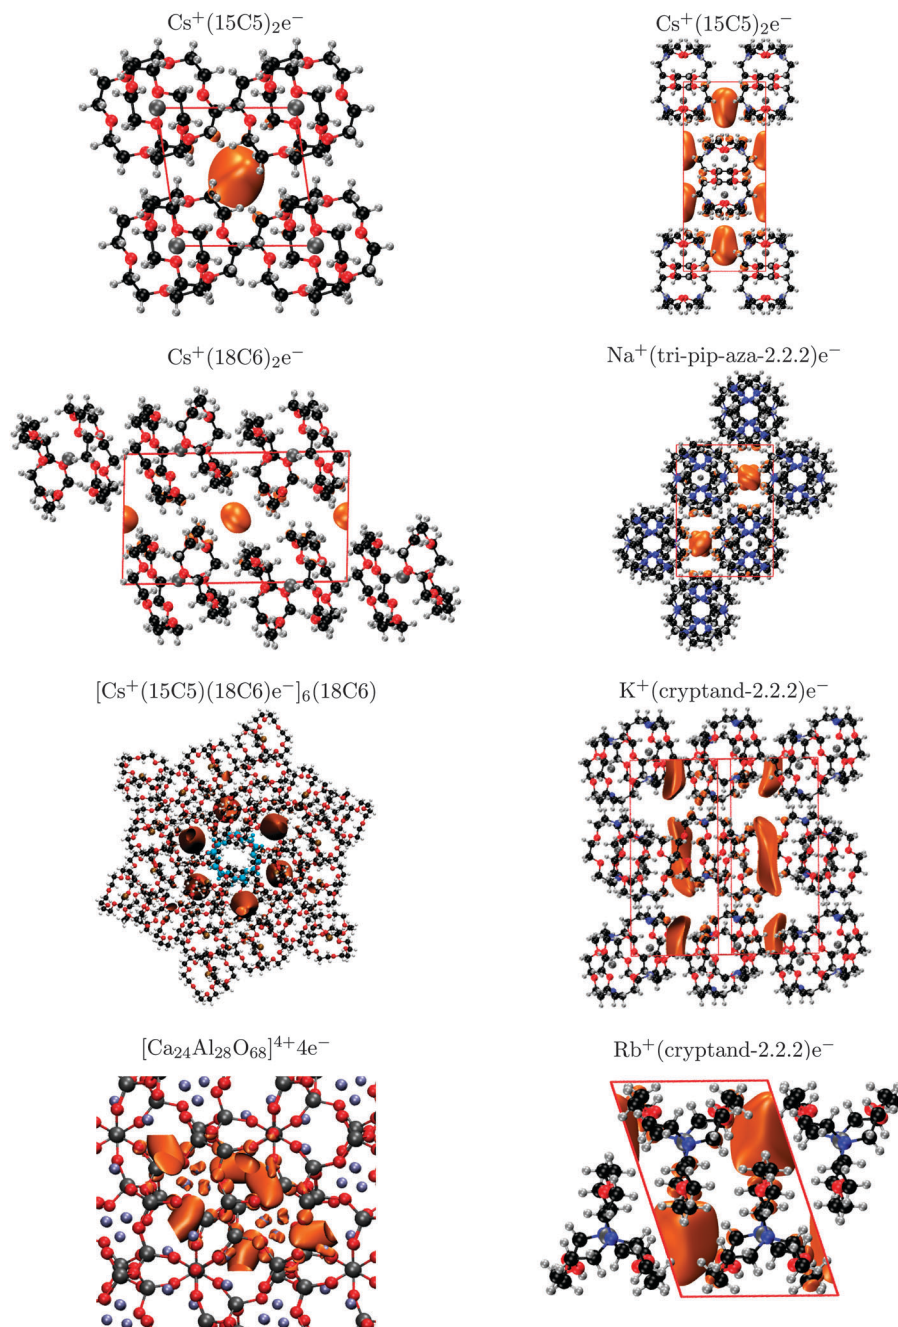 Cs⁺(15C5)₂e⁻
Cs⁺(15C5)₂e⁻
Cs⁺(18C6)₂e⁻
Na⁺(tri-pip-aza-2.2.2)e⁻
[Cs⁺(15C5)(18C6)e⁻]₆(18C6)
K⁺(cryptand-2.2.2)e⁻
[Ca₂₄Al₂₈O₆₈]⁴⁺4e⁻
Rb⁺(cryptand-2.2.2)e⁻